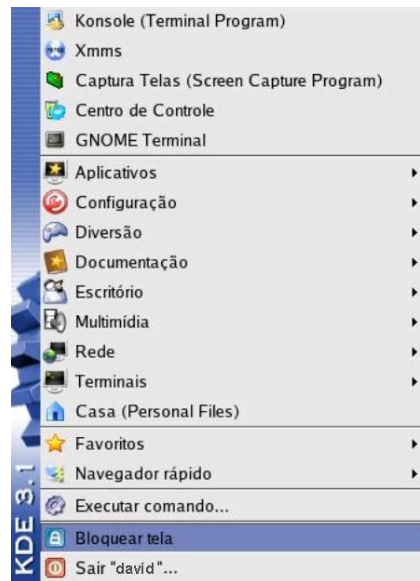 Konsole (Terminal Program)
Xmms
Captura Telas (Screen Capture Program)
Centro de Controle
GNOME Terminal
Aplicativos
Configuração
Diversão
Documentação
Escritório
Multimídia
Rede
Terminais
Casa (Personal Files)
Favoritos
Navegador rápido
Executar comando...
Bloquear tela
Sair "david"...
KDE 3.1